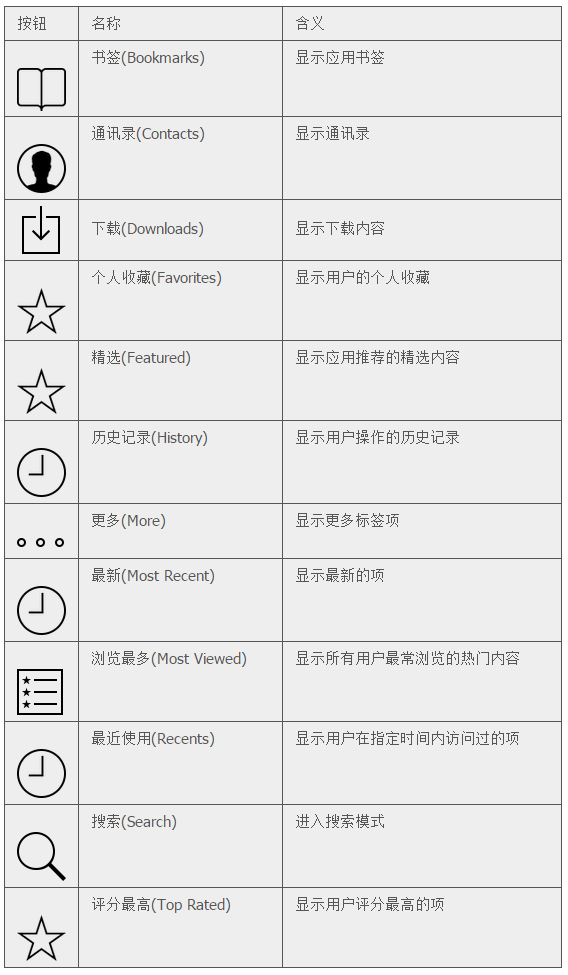 按钮 名称 含义
书签(Bookmarks) 显示应用书签
通讯录(Contacts) 显示通讯录
下载(Downloads) 显示下载内容
个人收藏(Favorites) 显示用户的个人收藏
精选(Featured) 显示应用推荐的精选内容
历史记录(History) 显示用户操作的历史记录
更多(More) 显示更多标签项
最新(Most Recent) 显示最新的项
浏览最多(Most Viewed) 显示所有用户最常浏览的热门内容
最近使用(Recents) 显示用户在指定时间内访问过的项
搜索(Search) 进入搜索模式
评分最高(Top Rated) 显示用户评分最高的项